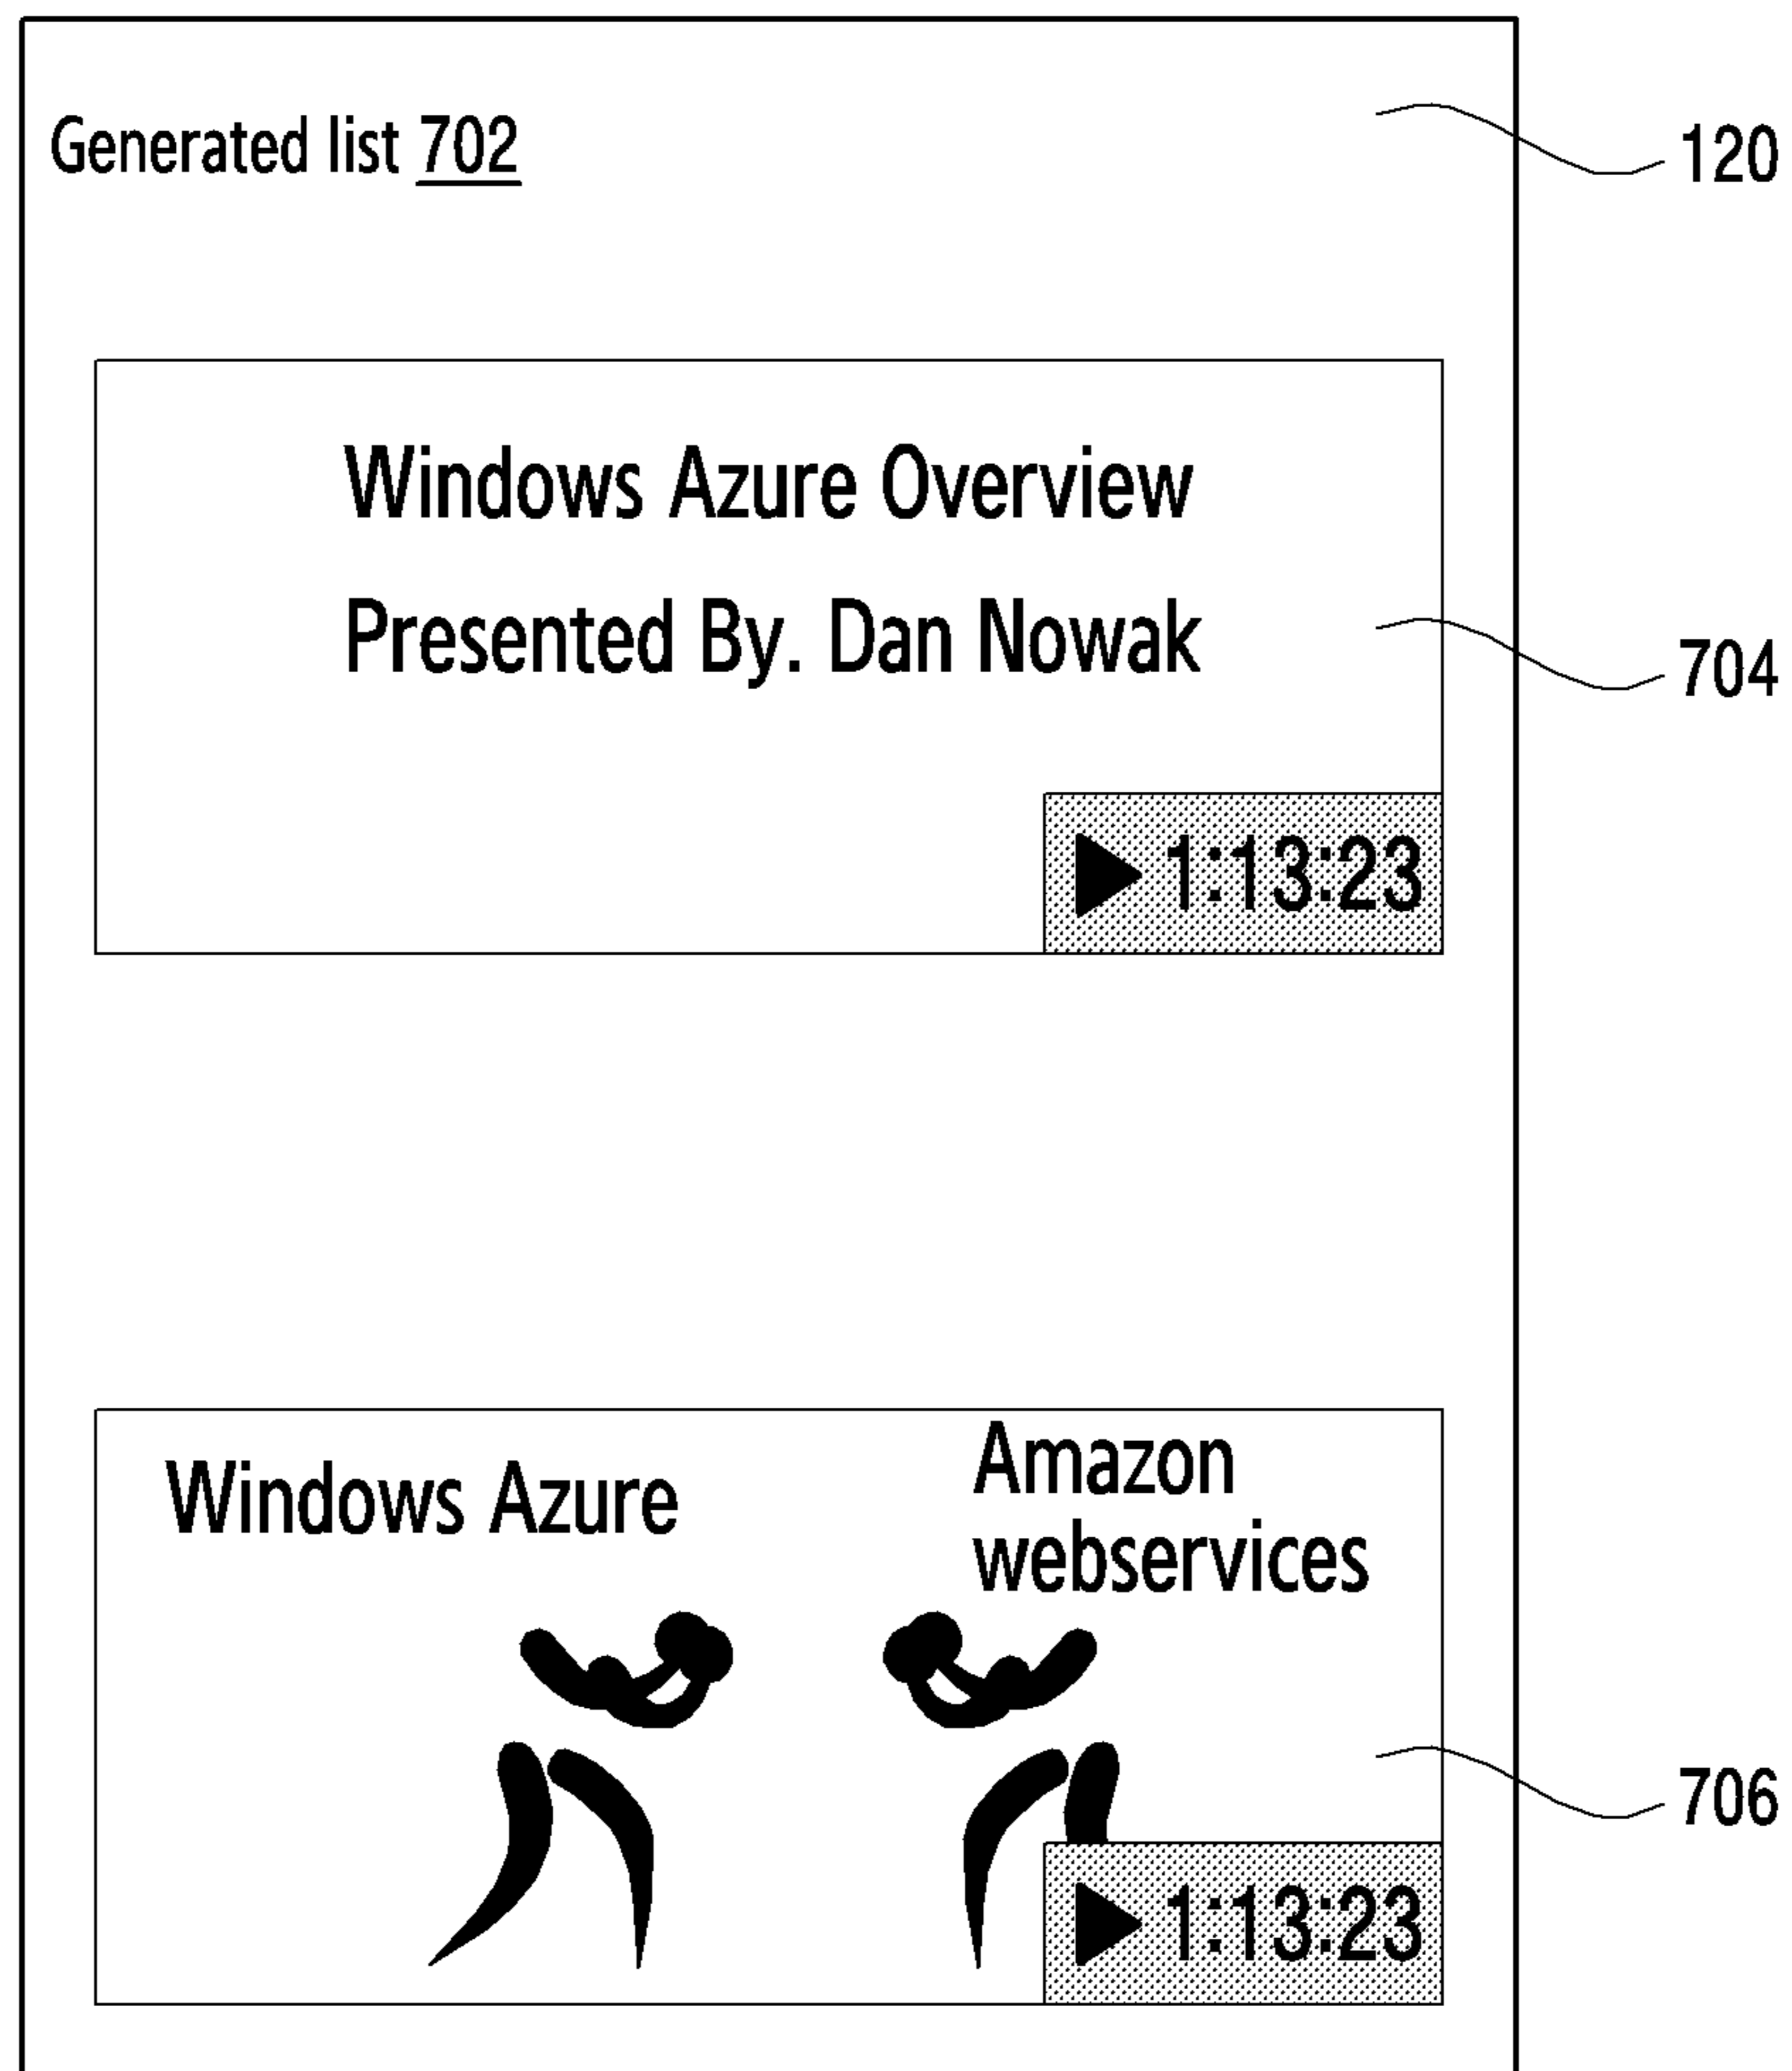 Generated list 702
120
Windows Azure Overview
Presented By. Dan Nowak
704
1:13:23
Windows Azure
Amazon
webservices
706
1:13:23